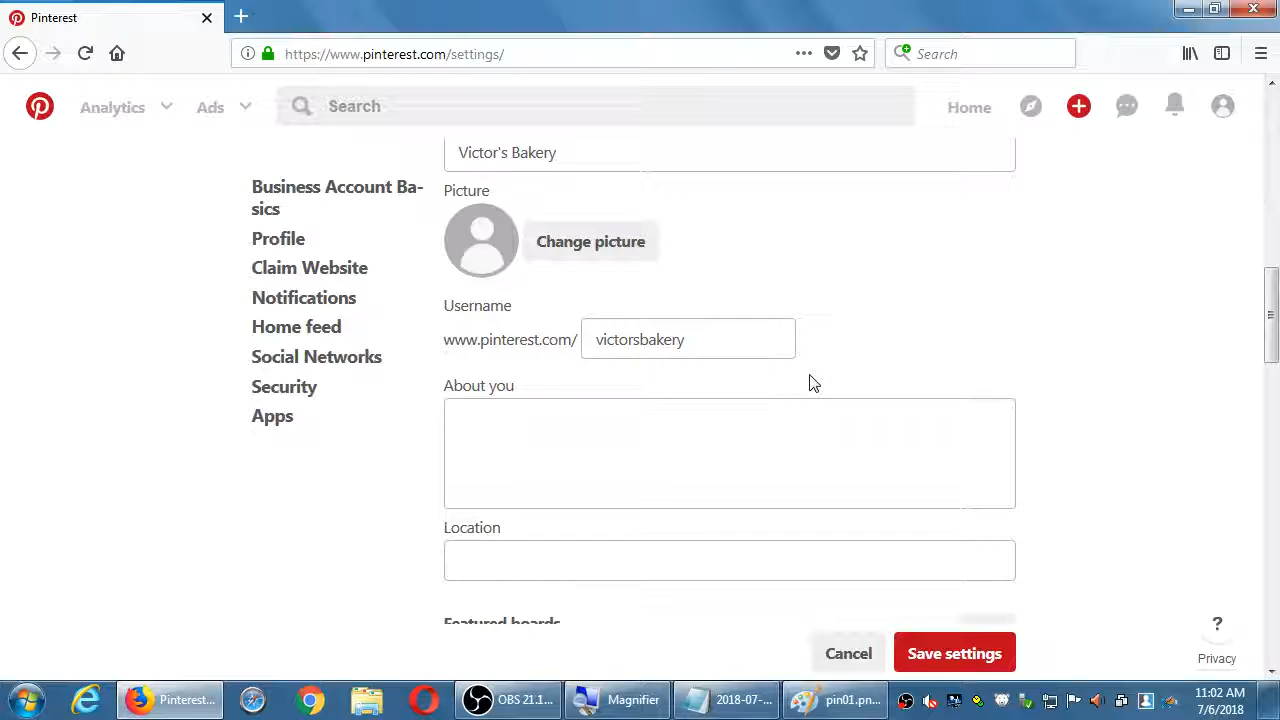 Pinterest
https://www.pinterest.com/settings/
Search
Analytics
Ads
Search
Home
Victor's Bakery
Business Account Ba-
sics
Profile
Claim Website
Notifications
Home feed
Social Networks
Security
Apps
Picture
Change picture
Username
www.pinterest.com/
victorsbakery
About you
Location
Featured boards
Cancel
Save settings
?
Privacy
Pinterest...
OBS 21.1...
Magnifier
2018-07-...
pin01.pn...
11:02 AM
7/6/2018